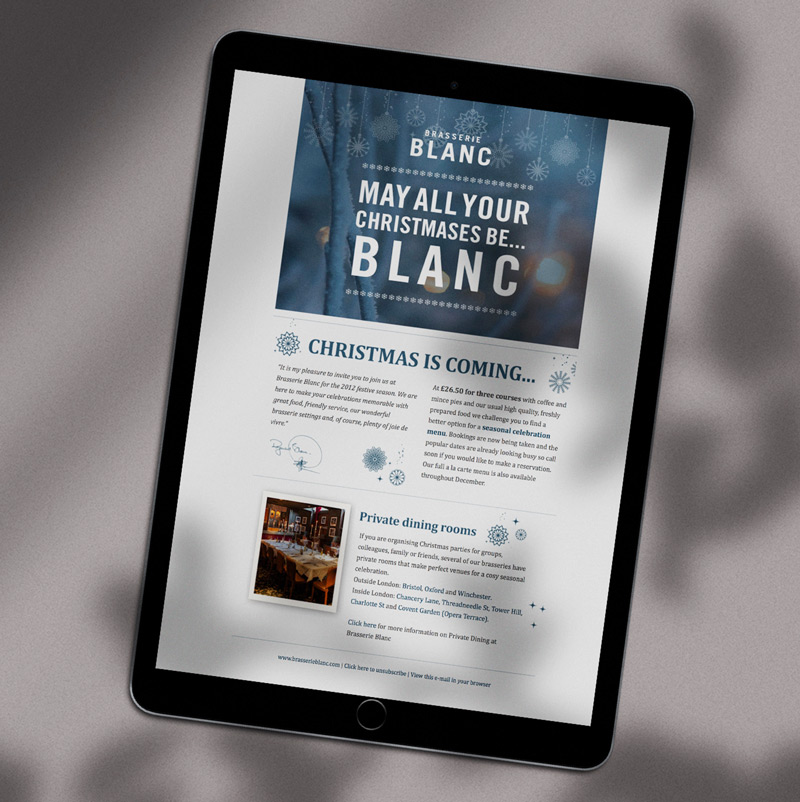 BRASSERIE
BLANC
MAY ALL YOUR
CHRISTMASES BE...
BLANC
CHRISTMAS IS COMING...
"It is my pleasure to invite you to join us at
Brasserie Blanc for the 2012 festive season. We are
here to make your celebrations memorable with
great food, friendly service, our wonderful
brasserie settings and, of course, plenty of joie de
vivre."
At £26.50 for three courses with coffee and
mince pies and our usual high quality, freshly
prepared food we challenge you to find a
better option for a seasonal celebration
menu. Bookings are now being taken and the
popular dates are already looking busy so call
soon if you would like to make a reservation.
Our full a la carte menu is also available
throughout December.
Private dining rooms
If you are organising Christmas parties for groups,
colleagues, family or friends, several of our brasseries have
private rooms that make perfect venues for a cosy seasonal
celebration.
Outside London: Bristol, Oxford and Winchester.
Inside London: Chancery Lane, Threadneedle St, Tower Hill,
Charlotte St and Covent Garden (Opera Terrace).
Click here for more information on Private Dining at
Brasserie Blanc
www.brasserieblanc.com | Click here to unsubscribe | View this e-mail in your browser